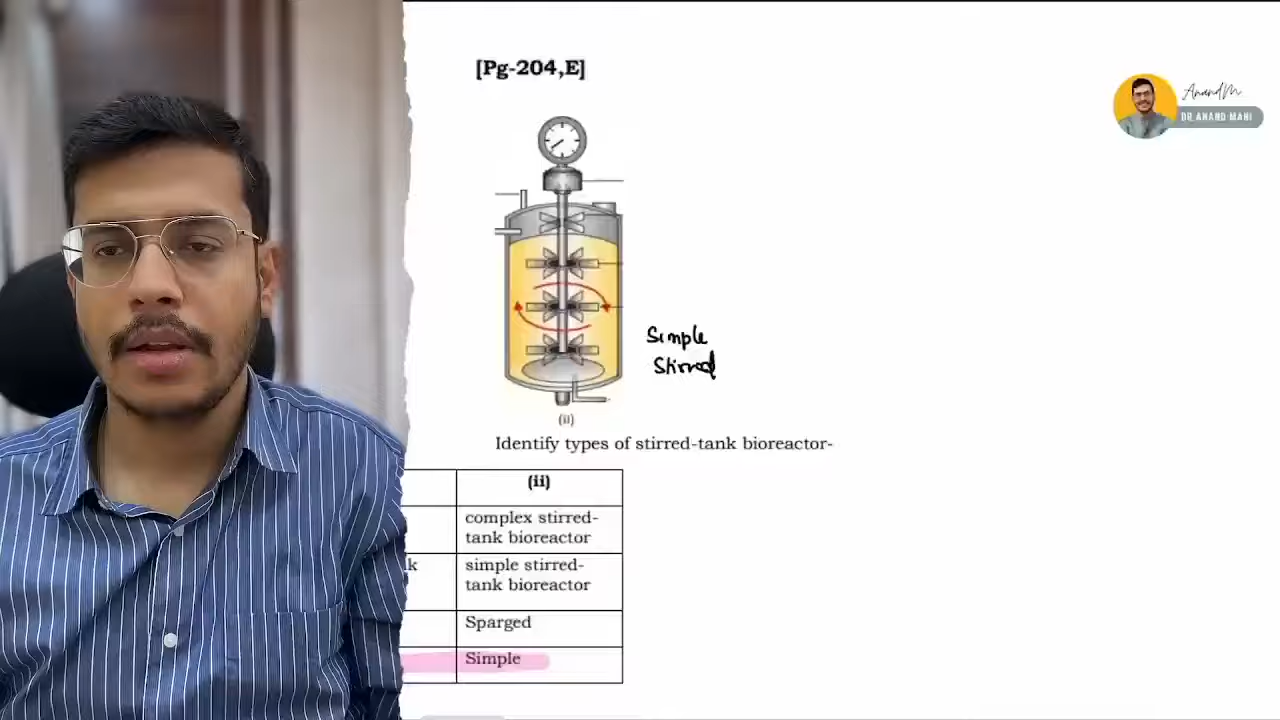 [Pg-204,E]
AnandM
DR ANAND MANI
Simple
Stirred
(ii)
Identify types of stirred-tank bioreactor-
(ii)
complex stirred-
tank bioreactor
k
simple stirred-
tank bioreactor
Sparged
Simple